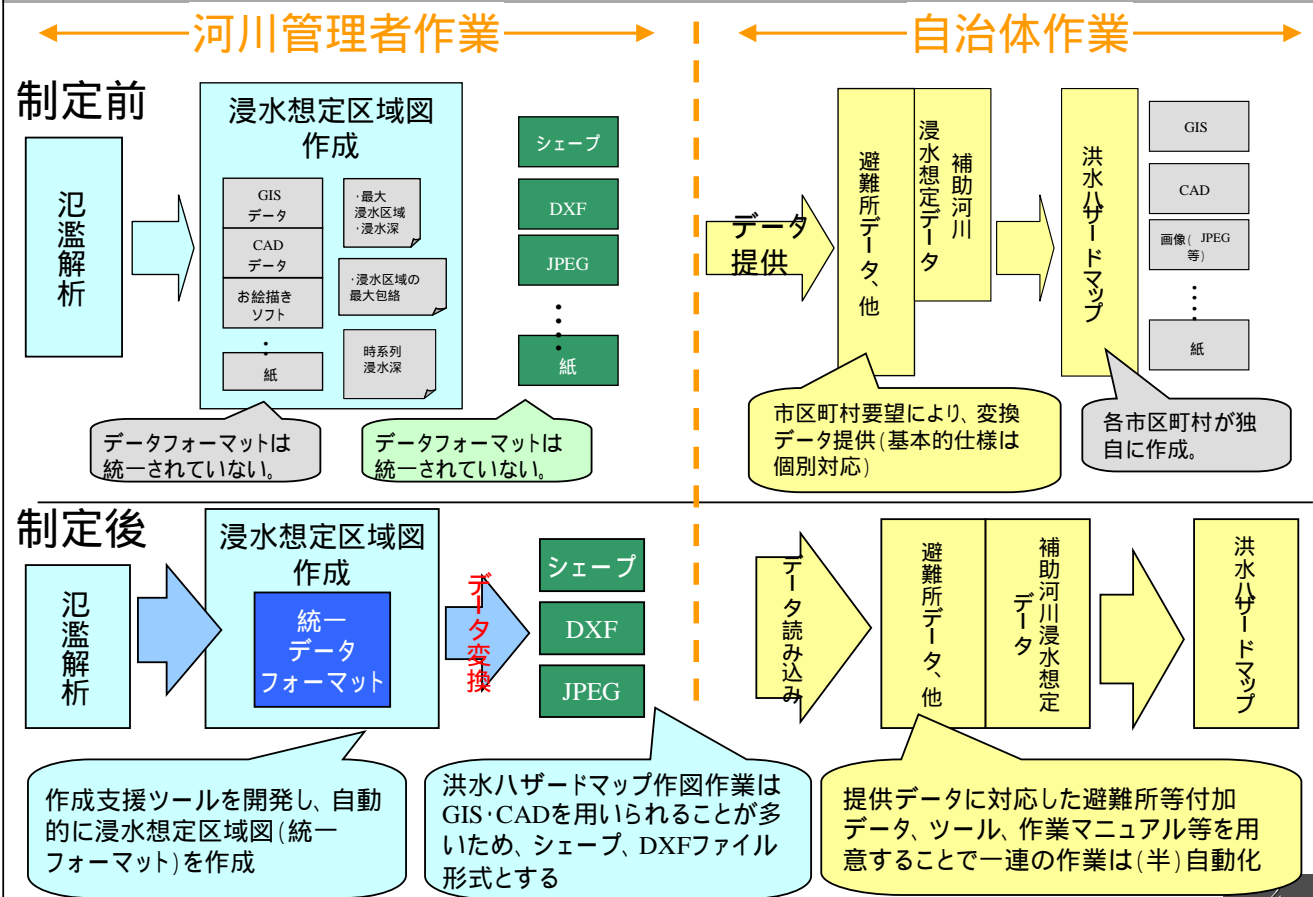 河川管理者作業
自治体作業
制定前
氾濫解析
浸水想定区域図
作成
GIS
データ
CAD
データ
お絵描き
ソフト
：
紙
・最大
浸水区域
・浸水深
・浸水区域の
最大包絡
時系列
浸水深
シェープ
DXF
JPEG
紙
データフォーマットは
統一されていない。
データフォーマットは
統一されていない。
データ
提供
避難所データ、他
補助河川
浸水想定データ
洪水ハザードマップ
GIS
CAD
画像( JPEG
等)
紙
市区町村要望により、変換
データ提供(基本的仕様は
個別対応)
各市区町村が独
自に作成。
制定後
氾濫解析
浸水想定区域図
作成
統一
データ
フォーマット
データ変換
シェープ
DXF
JPEG
データ読み込み
避難所データ、他
補助河川浸水想定
データ
洪水ハザードマップ
作成支援ツールを開発し、自動
的に浸水想定区域図(統一
フォーマット)を作成
洪水ハザードマップ作図作業は
GIS・CADを用いられることが多
いため、シェープ、DXFファイル
形式とする
提供データに対応した避難所等付加
データ、ツール、作業マニュアル等を用
意することで一連の作業は(半)自動化